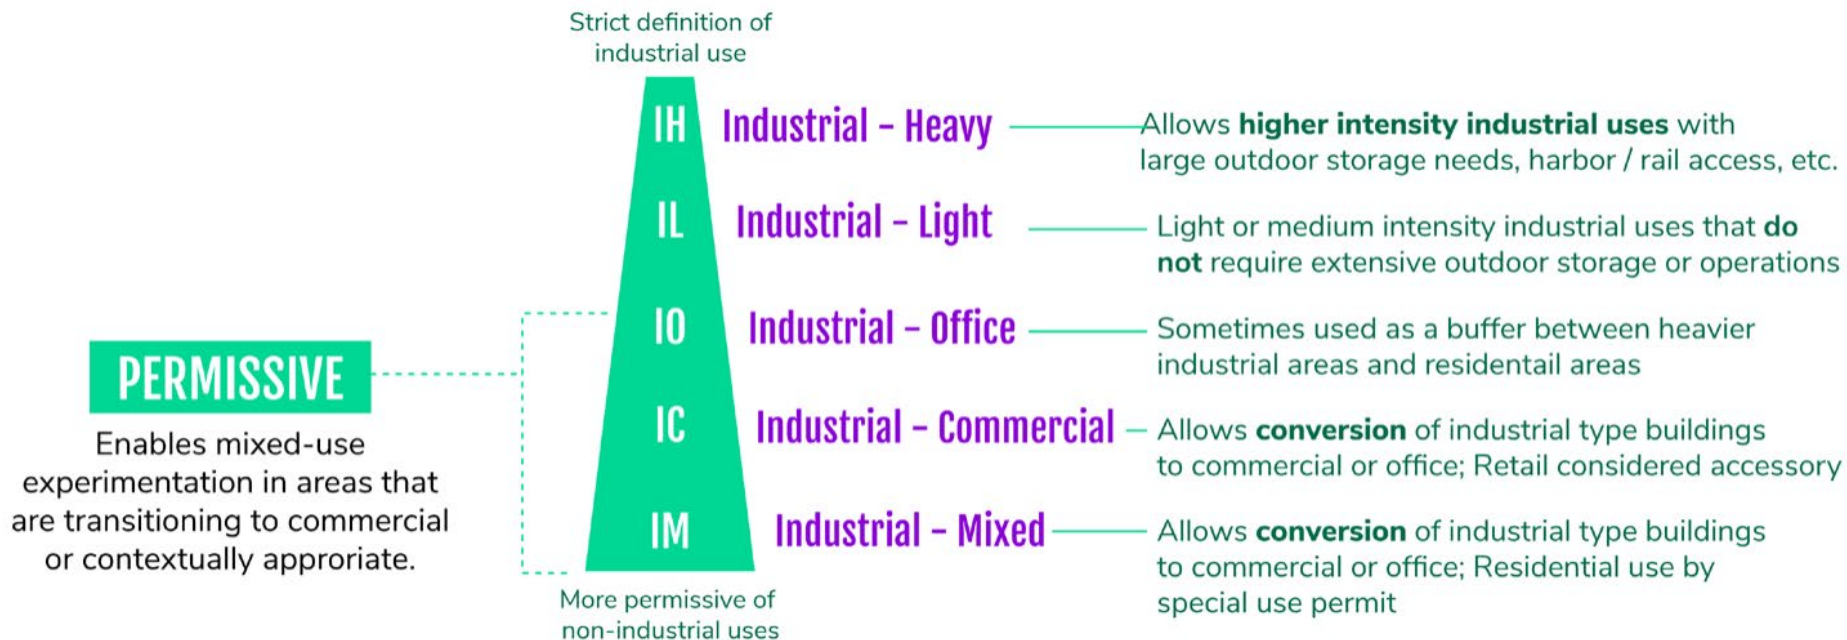 Strict definition of
industrial use
IH Industrial – Heavy
Allows higher intensity industrial uses with
large outdoor storage needs, harbor / rail access, etc.
IL Industrial – Light
Light or medium intensity industrial uses that do
not require extensive outdoor storage or operations
IO Industrial – Office
Sometimes used as a buffer between heavier
industrial areas and residentail areas
PERMISSIVE
Enables mixed-use
experimentation in areas that
are transitioning to commercial
or contextually approriate.
IC Industrial – Commercial
Allows conversion of industrial type buildings
to commercial or office; Retail considered accessory
IM Industrial – Mixed
Allows conversion of industrial type buildings
to commercial or office; Residential use by
special use permit
More permissive of
non-industrial uses